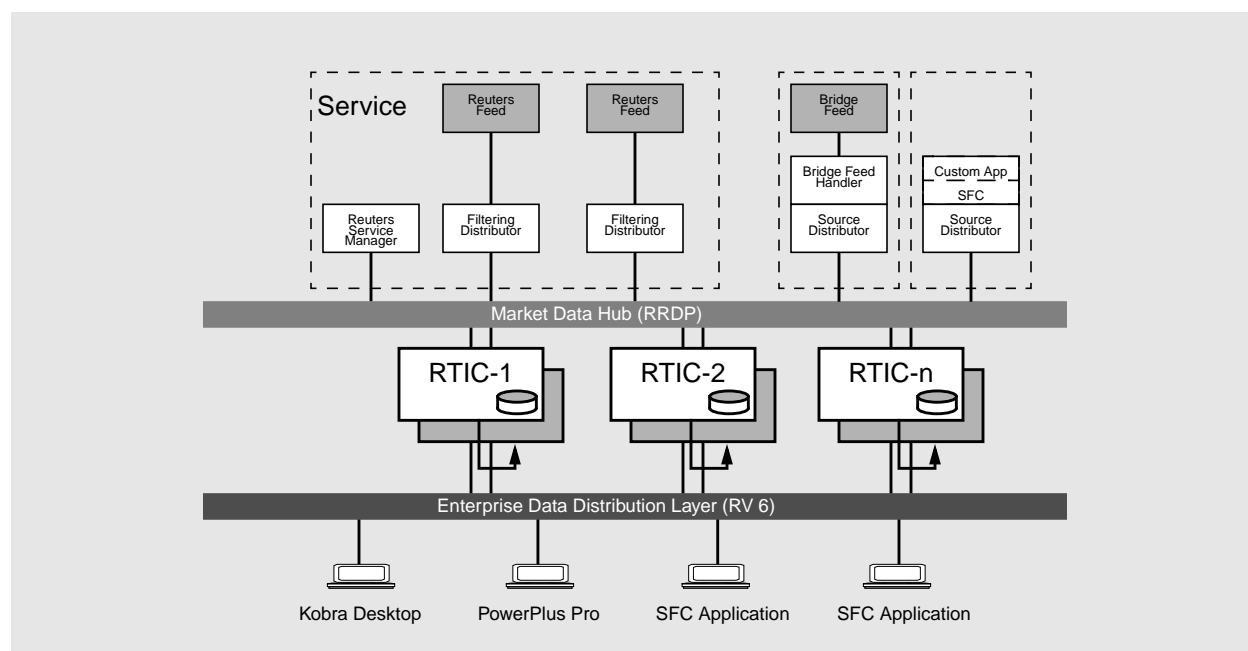 Service
Reuters
Feed
Reuters
Feed
Bridge
Feed
Bridge Feed
Handler
Custom App
SFC
Reuters
Service
Manager
Filtering
Distributor
Filtering
Distributor
Source
Distributor
Source
Distributor
Market Data Hub (RRDP)
RTIC-1
RTIC-2
RTIC-n
Enterprise Data Distribution Layer (RV 6)
Kobra Desktop
PowerPlus Pro
SFC Application
SFC Application